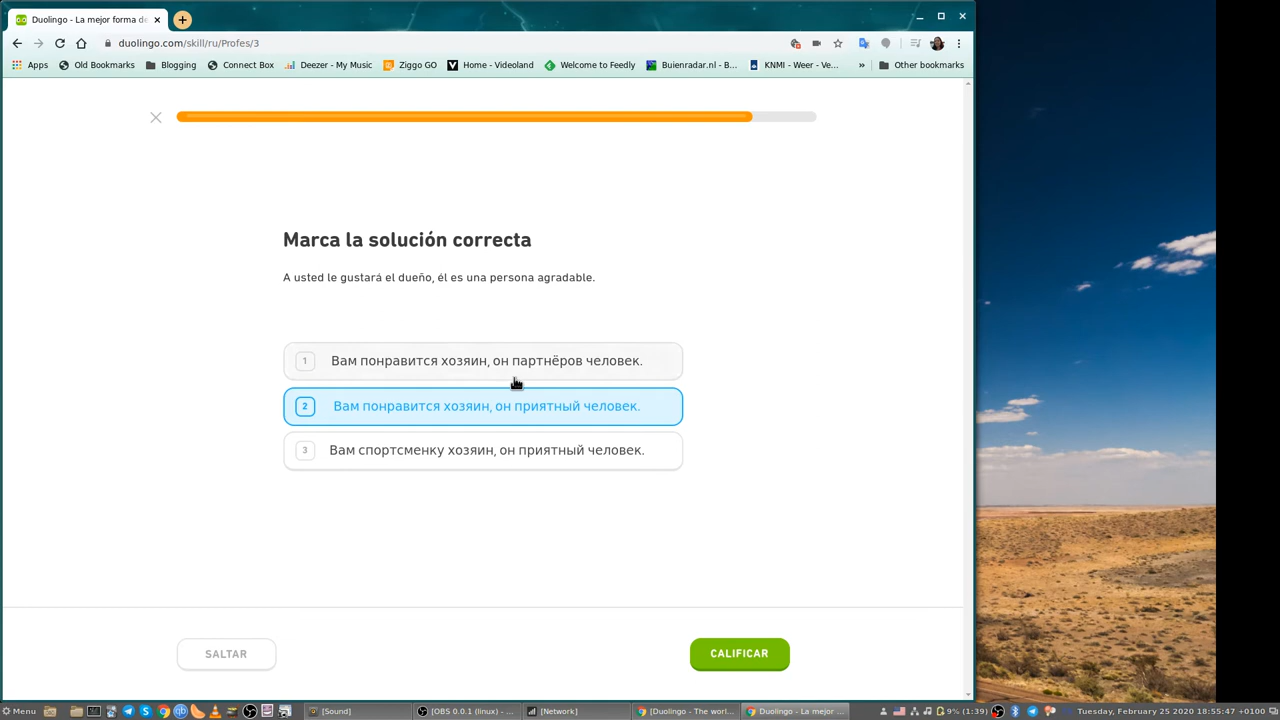 Duolingo - La mejor forma de
duolingo.com/skill/ru/Profes/3
Apps Old Bookmarks Blogging Connect Box Deezer - My Music Ziggo GO Home - Videoland Welcome to Feedly Buienradar.nl - B... KNMI - Weer - Ve... » Other bookmarks
Marca la solución correcta
A usted le gustará el dueño, él es una persona agradable.
1 Вам понравится хозяин, он партнёров человек.
2 Вам понравится хозяин, он приятный человек.
3 Вам спортсменку хозяин, он приятный человек.
SALTAR
CALIFICAR
Menu [Sound] [OBS 0.0.1 (linux) - ... [Network] [Duolingo - The worl... Duolingo - La mejor ... 9% (1:39) Tuesday, February 25 2020 18:55:47 +0100